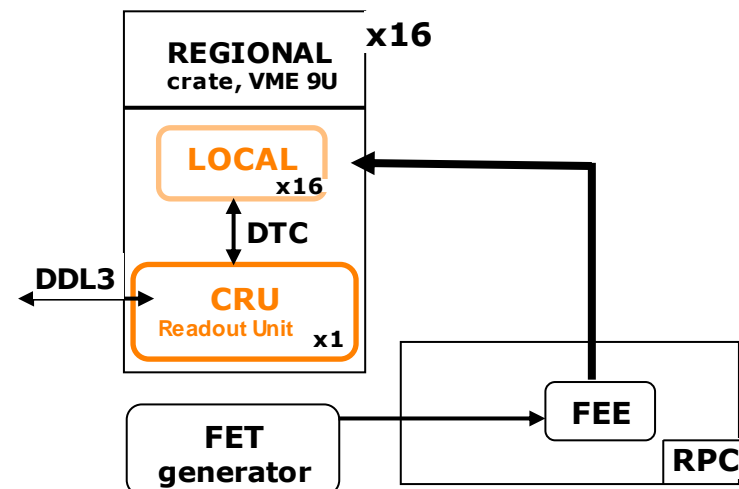 x16
REGIONAL
crate, VME 9U
LOCAL
x16
DTC
DDL3
CRU
Readout Unit
x1
FEE
FET
generator
RPC